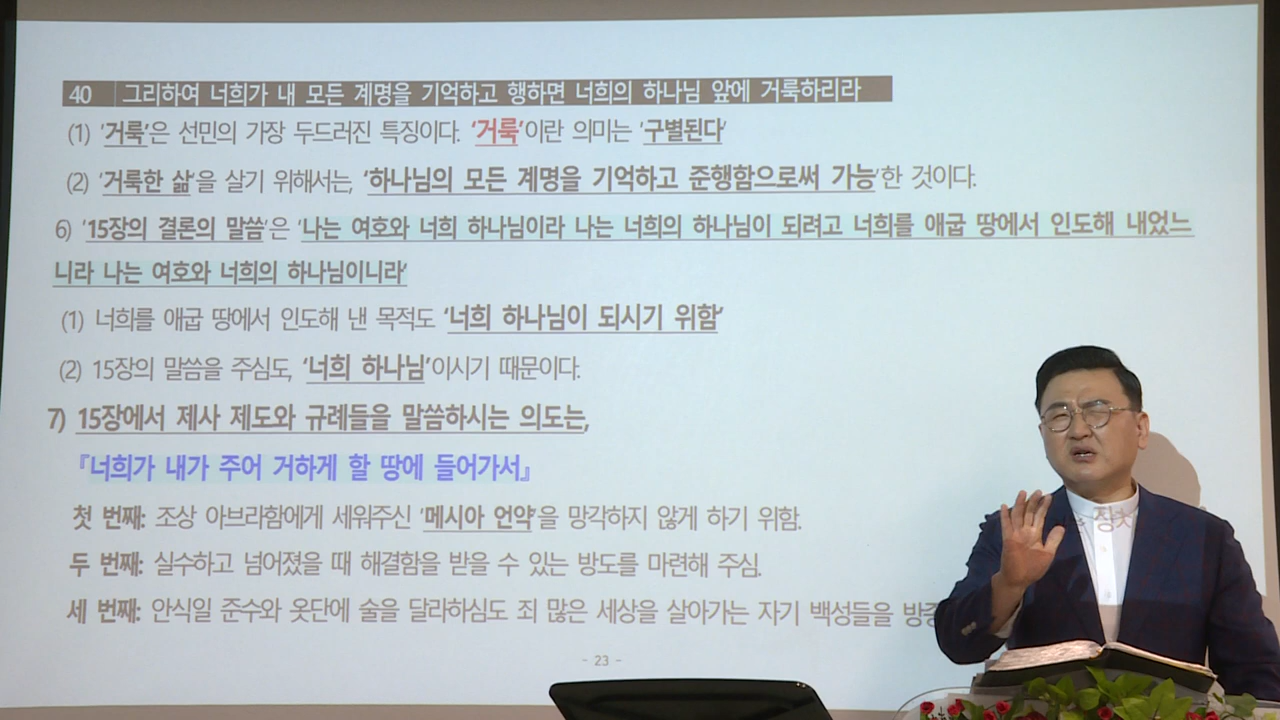 40 그리하여 너희가 내 모든 계명을 기억하고 행하면 너희의 하나님 앞에 거룩하리라
(1) '거룩'은 선민의 가장 두드러진 특징이다. '거룩'이란 의미는 '구별된다'
(2) '거룩한 삶'을 살기 위해서는, '하나님의 모든 계명을 기억하고 준행함으로써 가능'한 것이다.
6) '15장의 결론의 말씀'은 '나는 여호와 너희 하나님이라 나는 너희의 하나님이 되려고 너희를 애굽 땅에서 인도해 내었느
니라 나는 여호와 너희의 하나님이니라'
(1) 너희를 애굽 땅에서 인도해 낸 목적도 '너희 하나님이 되시기 위함'
(2) 15장의 말씀을 주심도, '너희 하나님'이시기 때문이다.
7) 15장에서 제사 제도와 규례들을 말씀하시는 의도는,
『너희가 내가 주어 거하게 할 땅에 들어가서』
첫 번째: 조상 아브라함에게 세워주신 '메시아 언약'을 망각하지 않게 하기 위함.
두 번째: 실수하고 넘어졌을 때 해결함을 받을 수 있는 방도를 마련해 주심.
세 번째: 안식일 준수와 옷단에 술을 달라하심도 죄 많은 세상을 살아가는 자기 백성들을
- 23 -